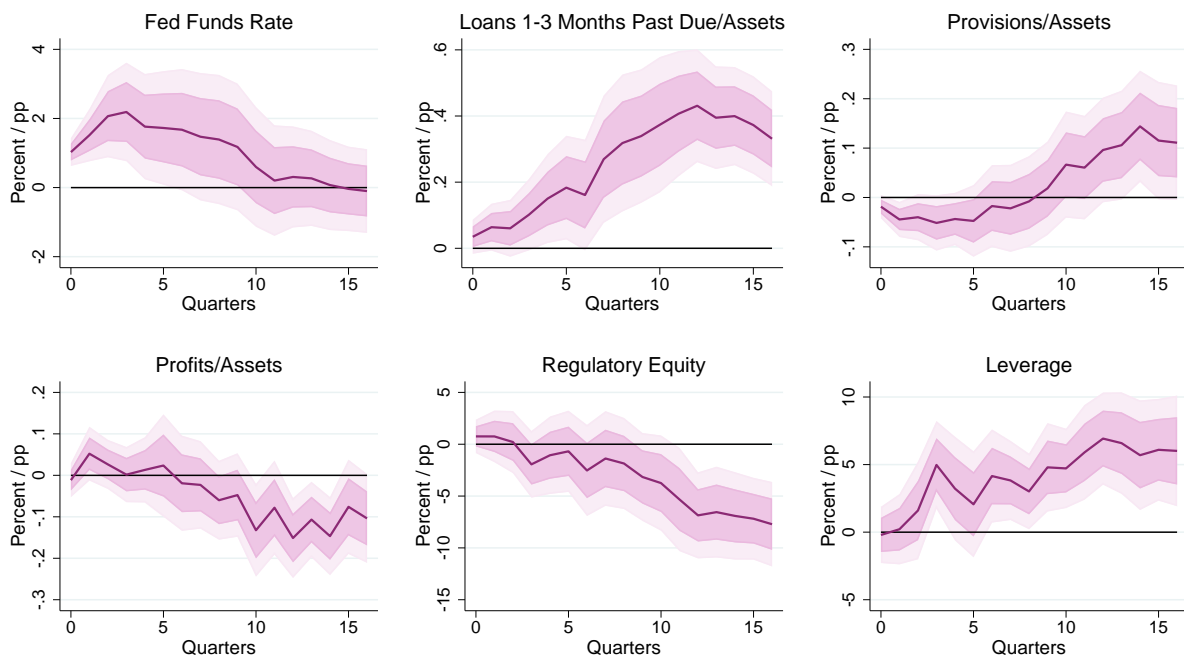 Fed Funds Rate
Percent / pp
4
2
0
-2
0 5 10 15
Quarters
Loans 1-3 Months Past Due/Assets
Percent / pp
.6
.4
.2
0
0 5 10 15
Quarters
Provisions/Assets
Percent / pp
.3
.2
.1
0
-.1
0 5 10 15
Quarters
Profits/Assets
Percent / pp
.2
.1
0
-.1
-.2
-.3
0 5 10 15
Quarters
Regulatory Equity
Percent / pp
5
0
-5
-10
-15
0 5 10 15
Quarters
Leverage
Percent / pp
10
5
0
-5
0 5 10 15
Quarters